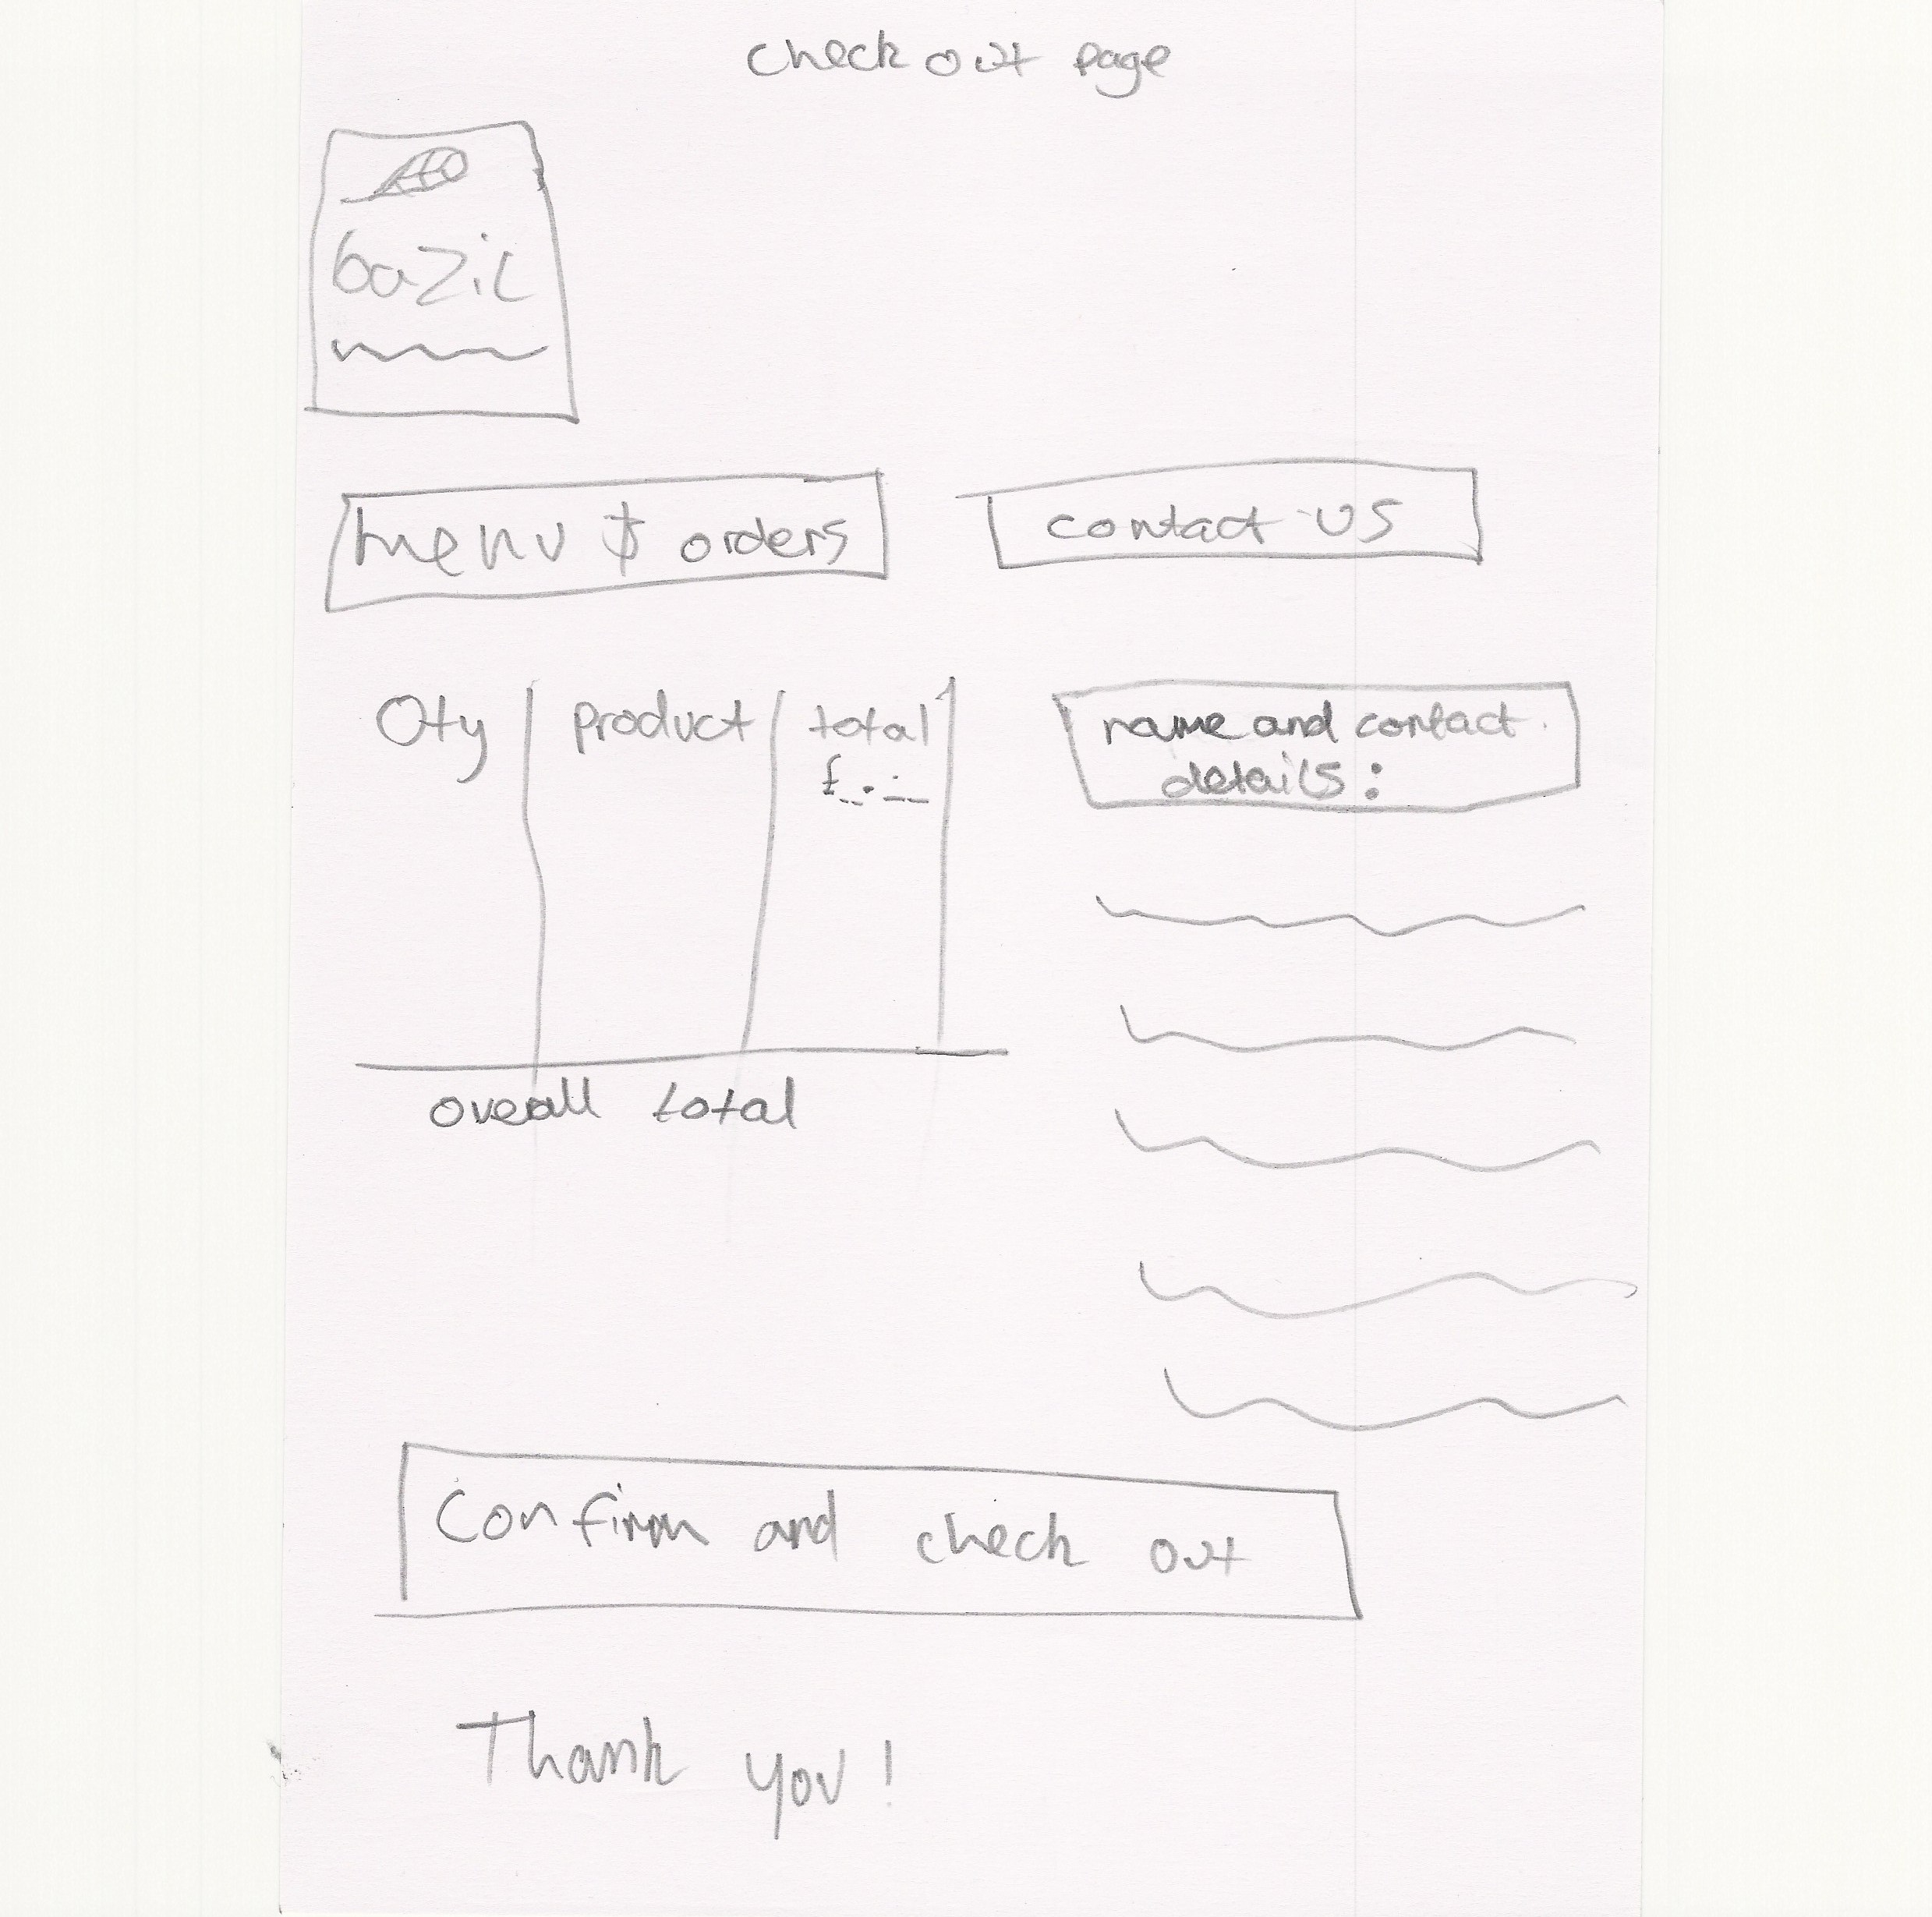 Check out page
bazil
menu & orders
contact us
Qty product total
£_ _._ _
name and contact
details:
overall total
Confirm and check out
Thank you!